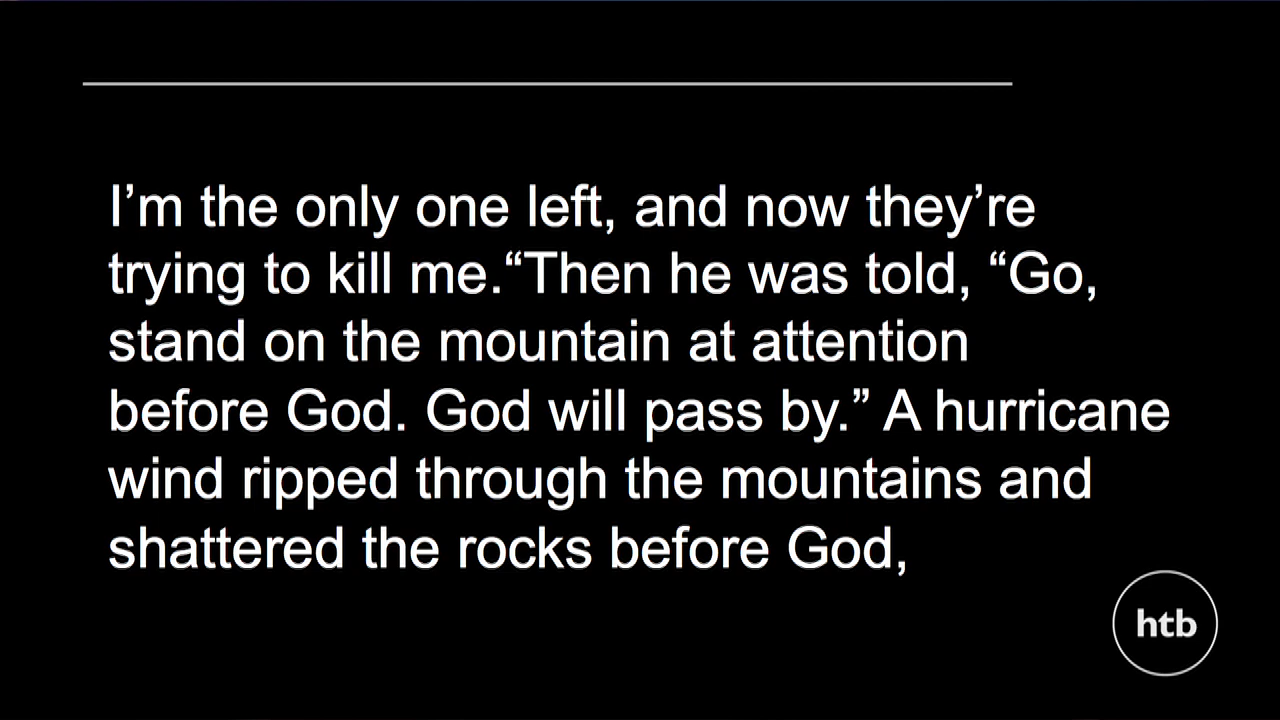 I’m the only one left, and now they’re
trying to kill me.“Then he was told, “Go,
stand on the mountain at attention
before God. God will pass by.” A hurricane
wind ripped through the mountains and
shattered the rocks before God,
htb